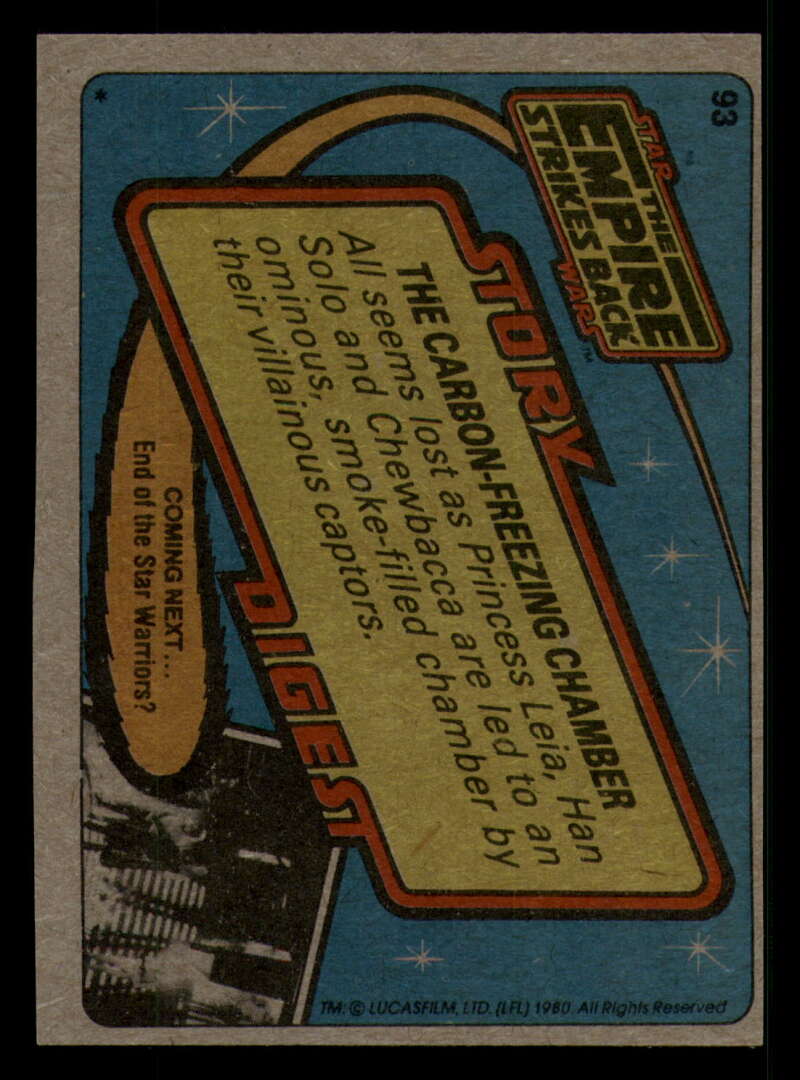 93
STAR
THE
EMPIRE
STRIKES BACK
WARS™
STORY
THE CARBON-FREEZING CHAMBER
All seems lost as Princess Leia, Han
Solo and Chewbacca are led to an
ominous, smoke-filled chamber by
their villainous captors.
DIGEST
COMING NEXT...
End of the Star Warriors?
*
TM: © LUCASFILM, LTD. (LFL) 1980. All Rights Reserved